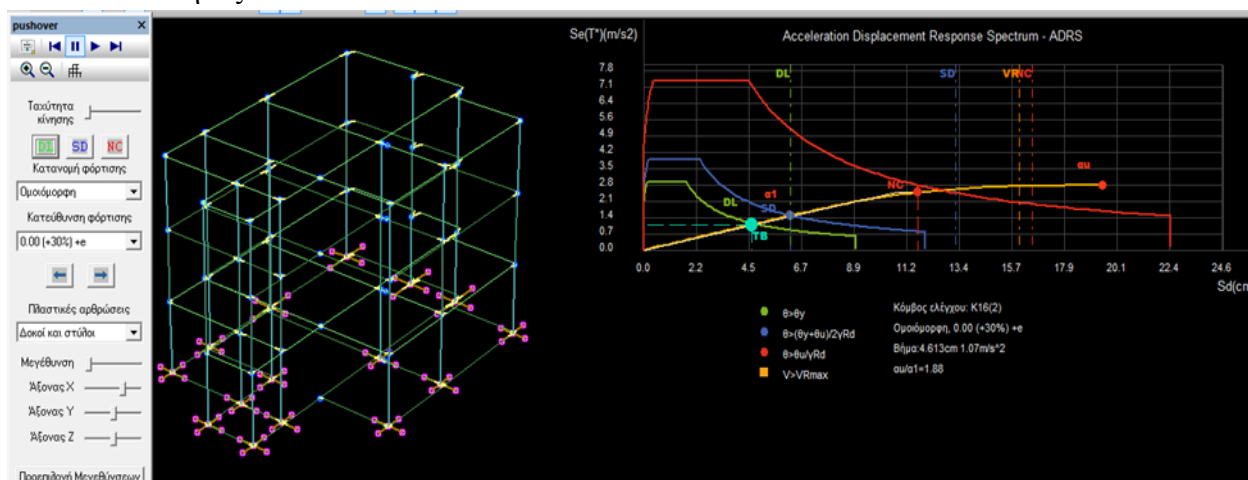 pushover
Ταχύτητα
κίνησης
DL SD NC
Κατανομή φόρτισης
Ομοιόμορφη
Κατεύθυνση φόρτισης
0.00 (+30%) +e
Πλαστικές αρθρώσεις
Δοκοί και στύλοι
Μεγέθυνση
Άξονας X
Άξονας Y
Άξονας Z
Προεπιλογή Μεγεθύνσεων
Se(T*)(m/s2)
Acceleration Displacement Response Spectrum - ADRS
DL SD VR NC
7.8
7.1
6.4
5.6
4.9
4.2
3.5
2.8
2.1
1.4
0.7
0.0
α1
αu
NC
DL
SD
TB
0.0 2.2 4.5 6.7 8.9 11.2 13.4 15.7 17.9 20.1 22.4 24.6
Sd(cm
θ>θy
θ>(θy+θu)/2γRd
θ>θu/γRd
V>VRmax
Κόμβος ελέγχου: K16(2)
Ομοιόμορφη, 0.00 (+30%) +e
Βήμα:4.613cm 1.07m/s^2
αu/α1=1.88